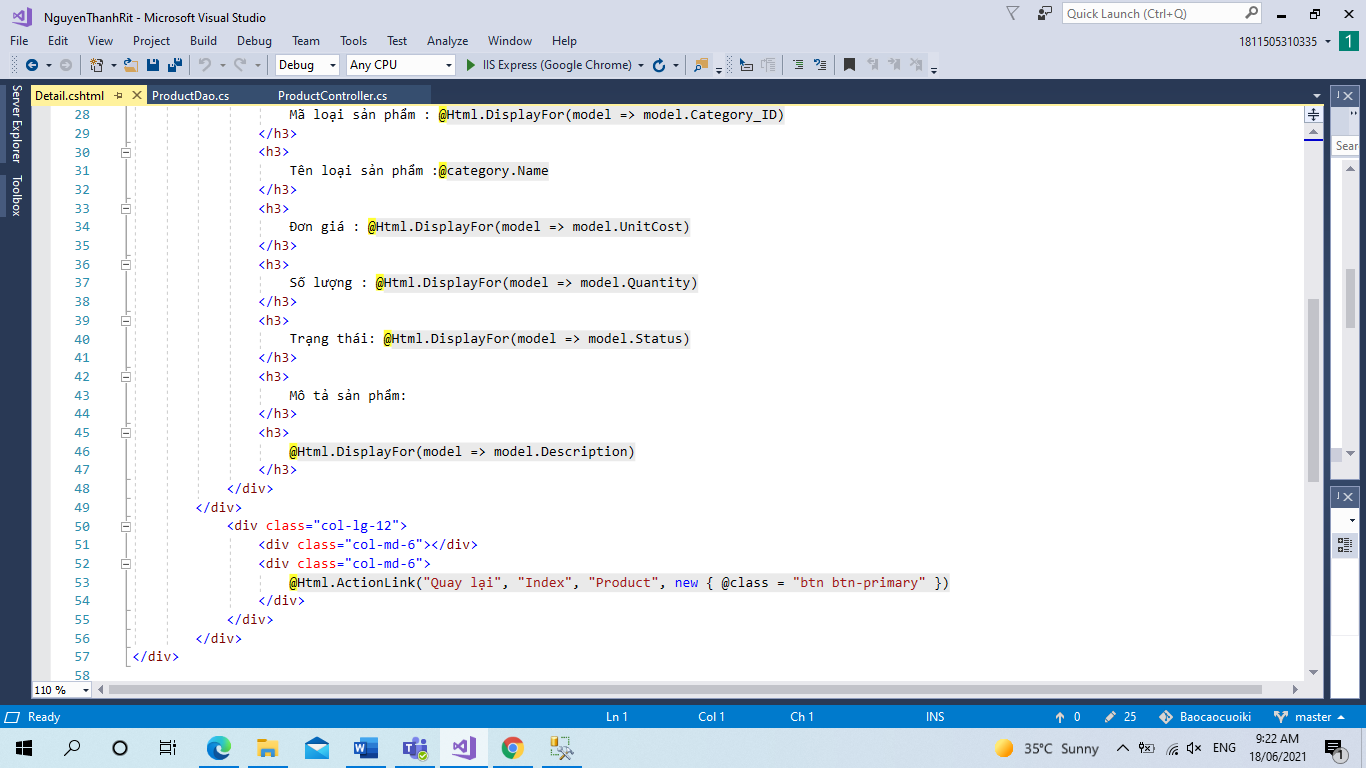 NguyenThanhRit - Microsoft Visual Studio
Quick Launch (Ctrl+Q)
File Edit View Project Build Debug Team Tools Test Analyze Window Help
1811505310335
1
Debug Any CPU IIS Express (Google Chrome)
Server Explorer
Toolbox
Detail.cshtml ProductDao.cs ProductController.cs
Sear
28 Mã loại sản phẩm : @Html.DisplayFor(model => model.Category_ID)
29 </h3>
30 <h3>
31 Tên loại sản phẩm :@category.Name
32 </h3>
33 <h3>
34 Đơn giá : @Html.DisplayFor(model => model.UnitCost)
35 </h3>
36 <h3>
37 Số lượng : @Html.DisplayFor(model => model.Quantity)
38 </h3>
39 <h3>
40 Trạng thái: @Html.DisplayFor(model => model.Status)
41 </h3>
42 <h3>
43 Mô tả sản phẩm:
44 </h3>
45 <h3>
46 @Html.DisplayFor(model => model.Description)
47 </h3>
48 </div>
49 </div>
50 <div class="col-lg-12">
51 <div class="col-md-6"></div>
52 <div class="col-md-6">
53 @Html.ActionLink("Quay lại", "Index", "Product", new { @class = "btn btn-primary" })
54 </div>
55 </div>
56 </div>
57 </div>
58
110 %
Ready Ln 1 Col 1 Ch 1 INS 0 25 Baocaocuoiki master
35°C Sunny ENG 9:22 AM
18/06/2021
1